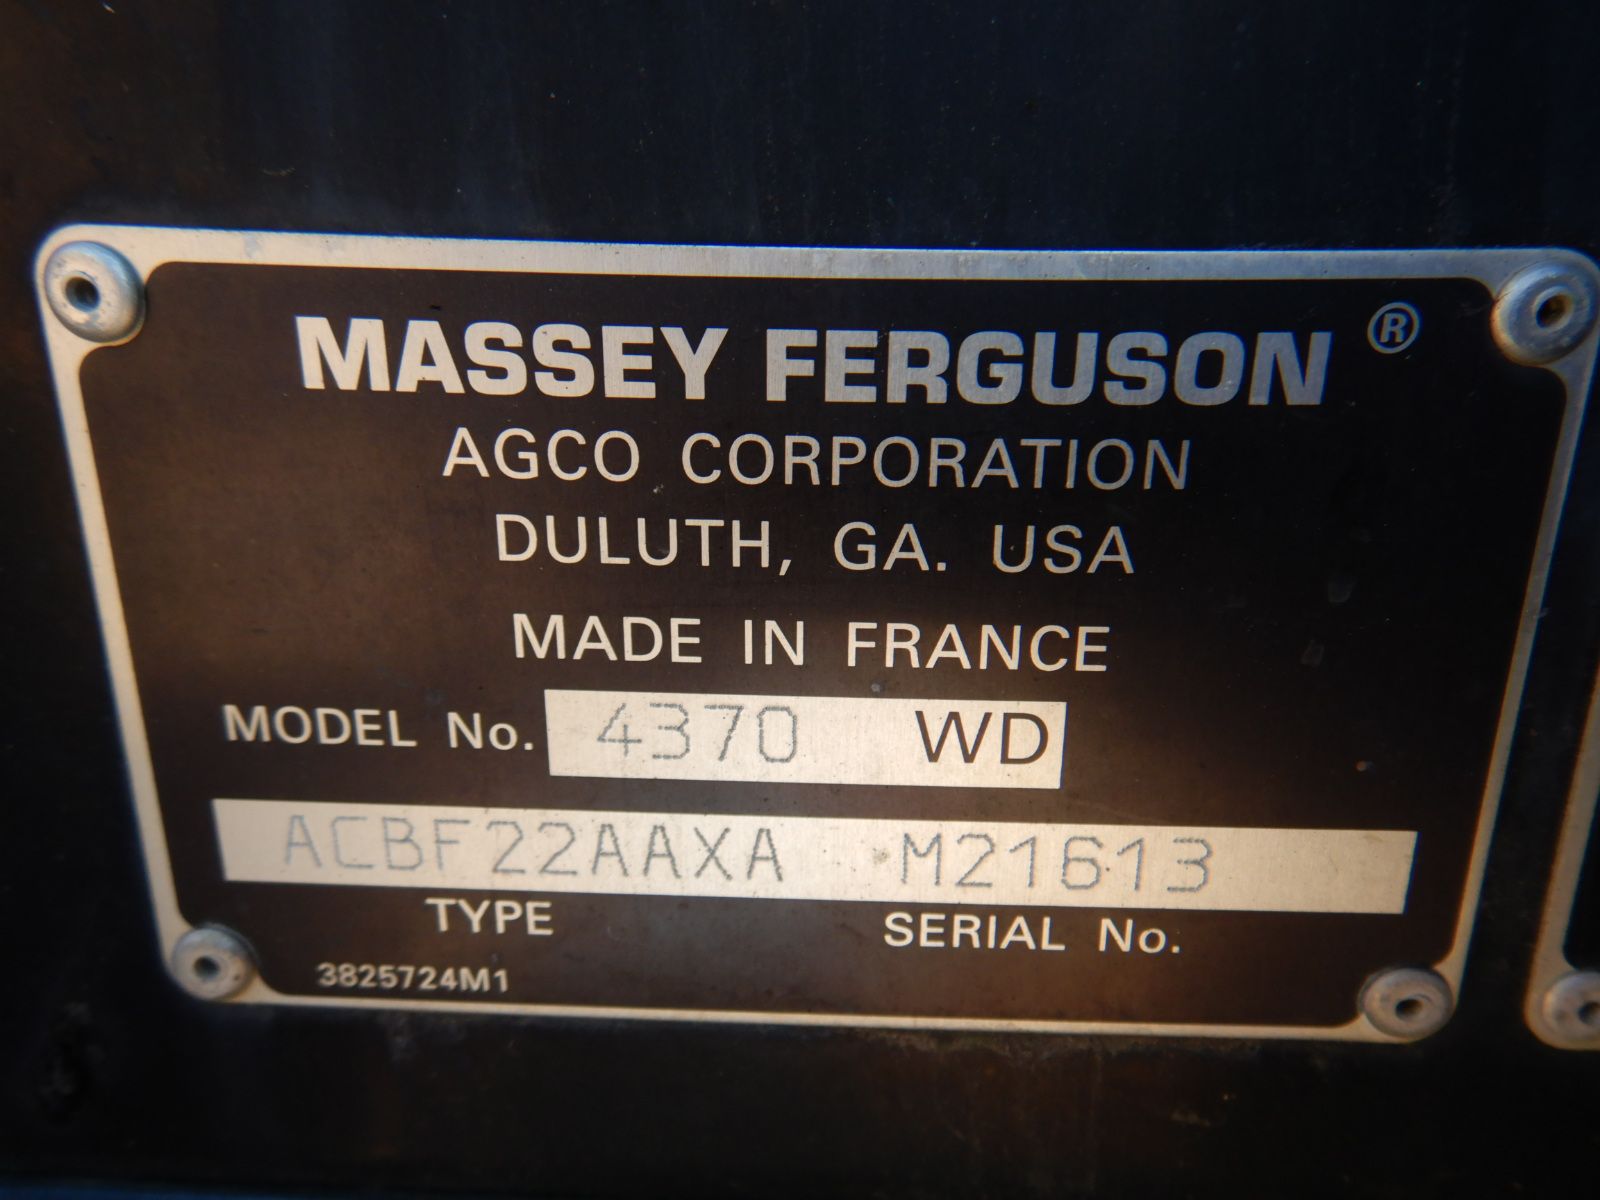 MASSEY FERGUSON ®
AGCO CORPORATION
DULUTH, GA. USA
MADE IN FRANCE
MODEL No. 4370 WD
ACBF22AAXA M21613
TYPE SERIAL No.
3825724M1